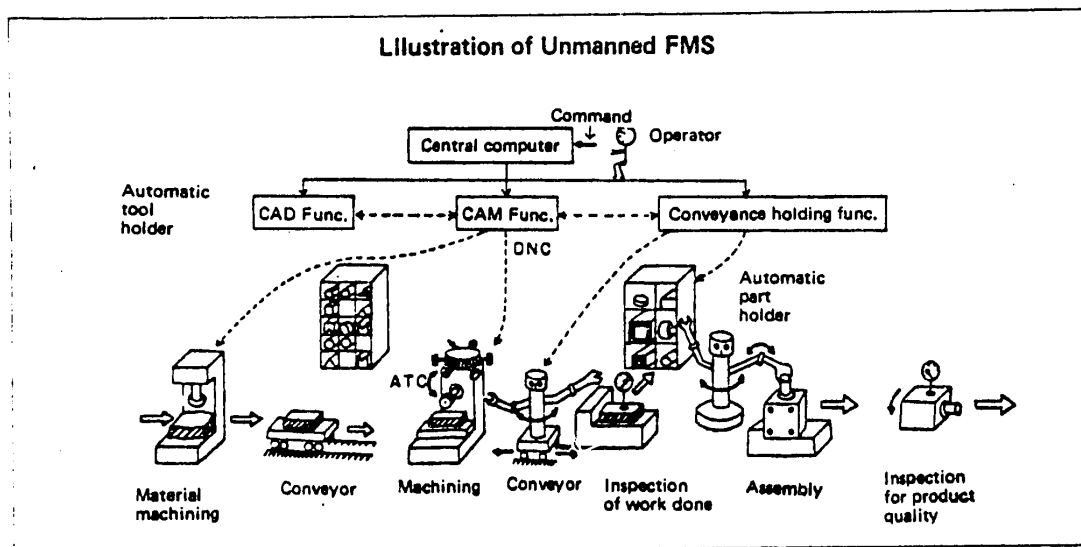 Lilustration of Unmanned FMS
Command
Operator
Central computer
Automatic
tool
holder
CAD Func.
CAM Func.
Conveyance holding func.
DNC
Automatic
part
holder
ATC
Material
machining
Conveyor
Machining
Conveyor
Inspection
of work done
Assembly
Inspection
for product
quality